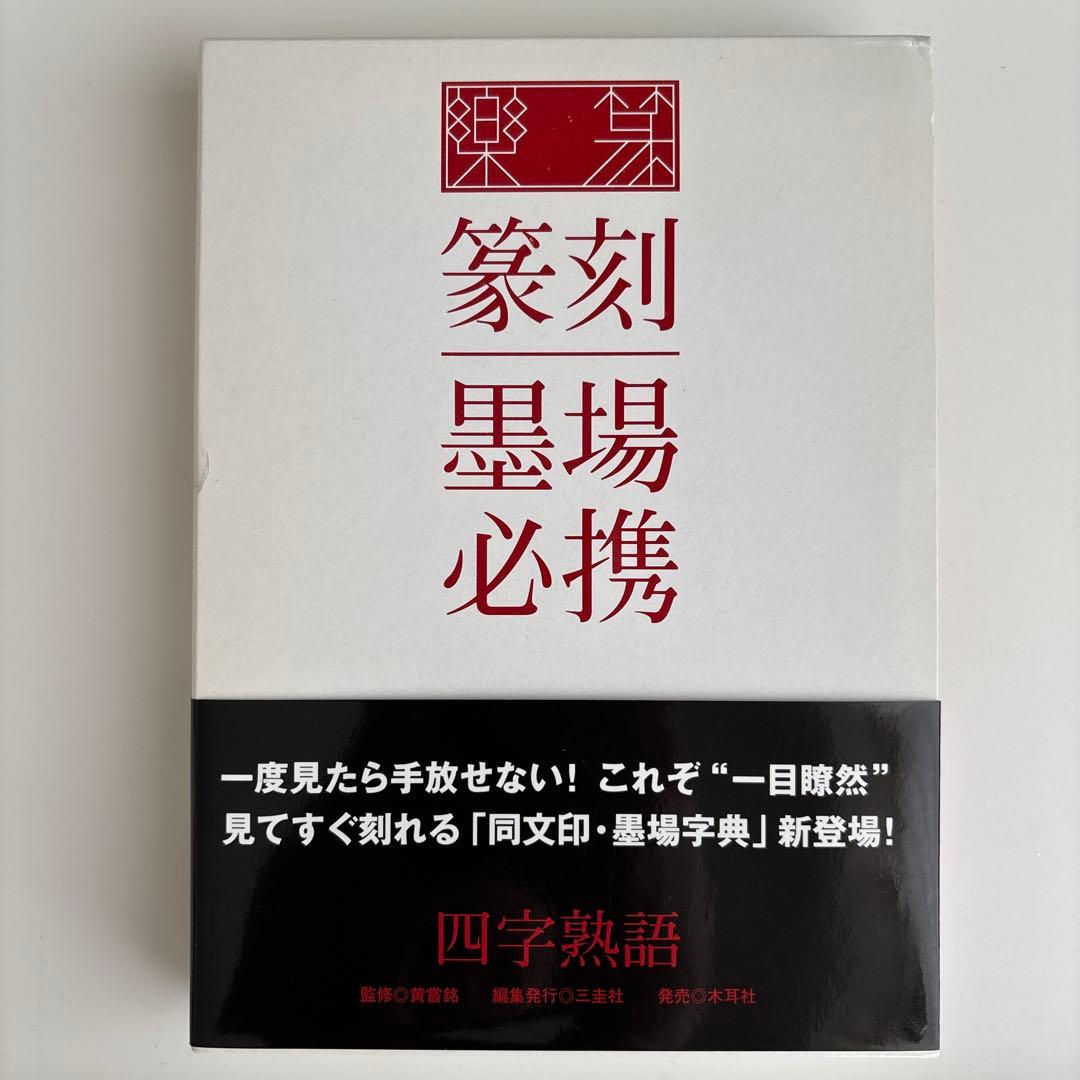 樂篆
篆刻
墨場
必携
一度見たら手放せない！ これぞ“一目瞭然”
見てすぐ刻れる「同文印・墨場字典」新登場！
四字熟語
監修◎黄嘗銘 編集発行◎三圭社 発売◎木耳社